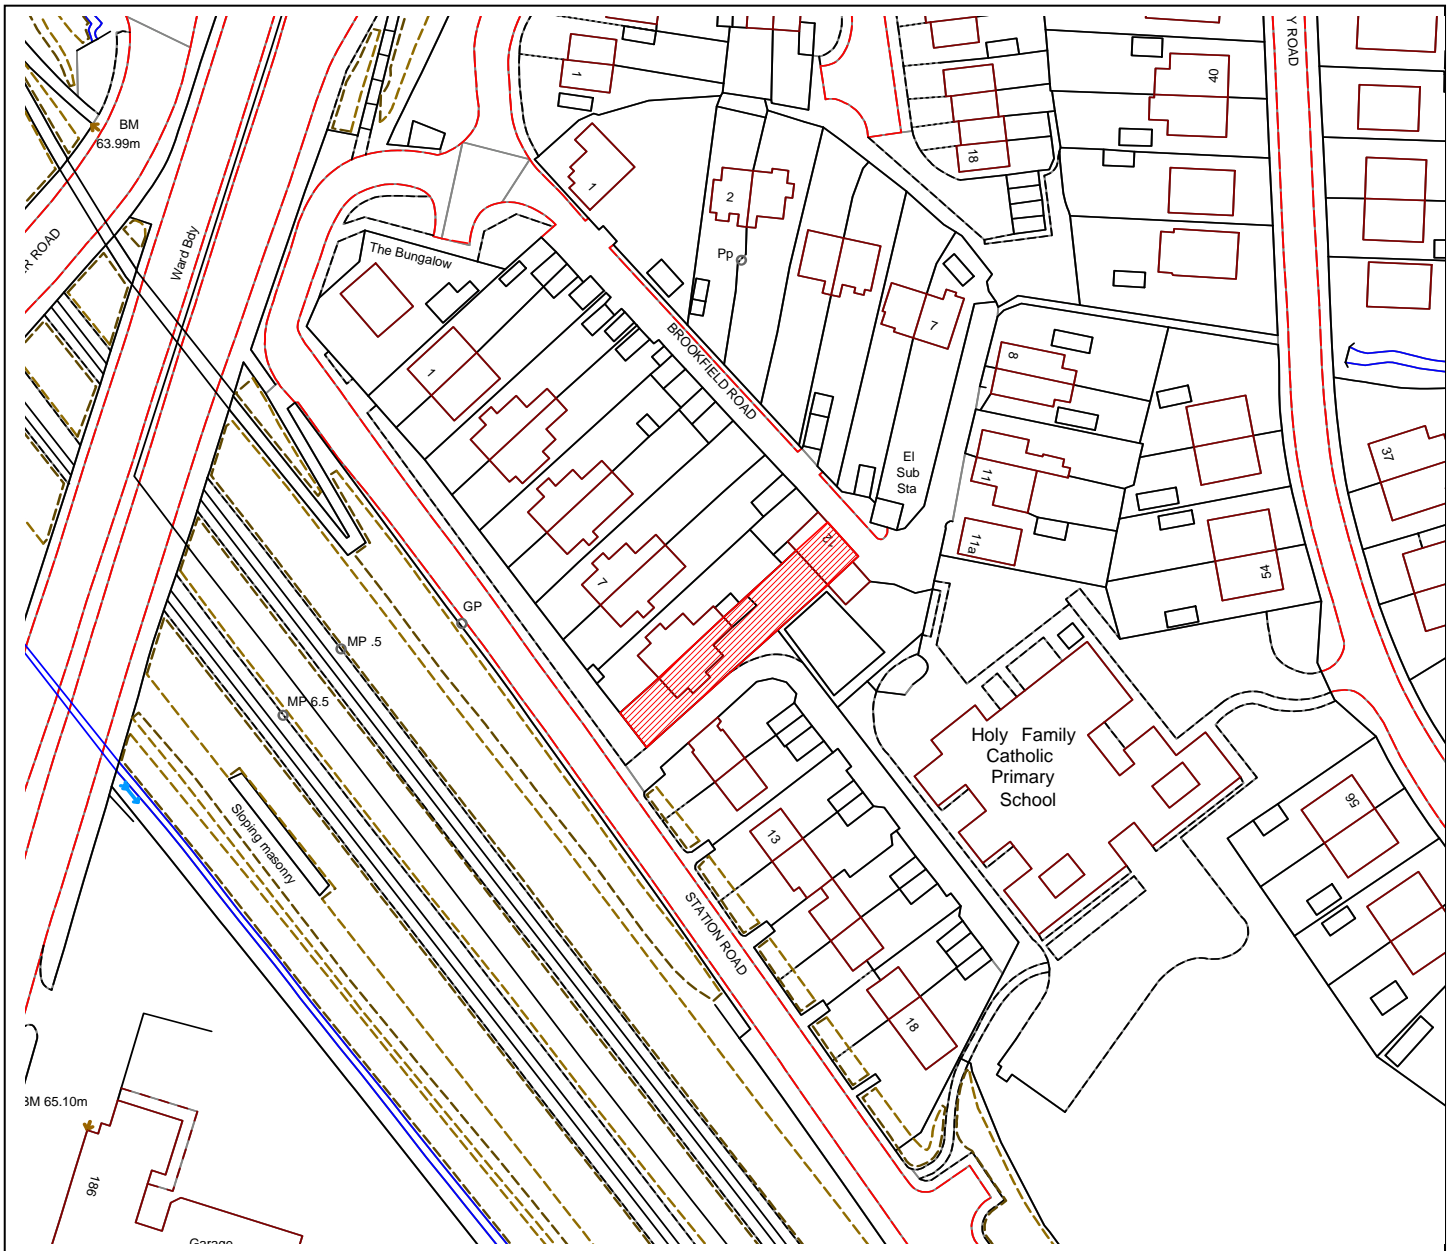 Y ROAD
1
40
BM
63.99m
18
1
2
R ROAD
Ward Bdy
The Bungalow
Pp
7
BROOKFIELD ROAD
8
1
37
El
Sub
Sta
11
12
11a
54
7
GP
MP .5
MP 6.5
Holy Family
Catholic
Primary
School
56
Sloping masonry
13
STATION ROAD
18
BM 65.10m
186
Garage